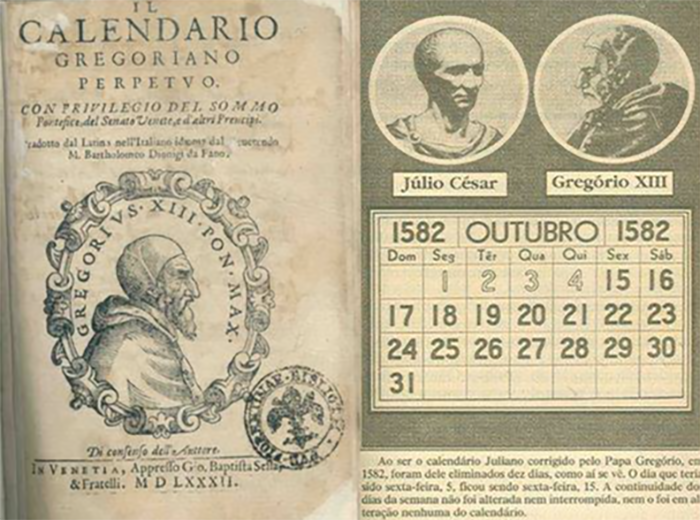 IL
CALENDARIO
GREGORIANO
PERPETVO.
CON PRIVILEGIO DEL SOMMO
Pontefice, del Senato Veneto, e d'altri Prencipi.
tradotto dal Latino nell'Italiano idioma dal
M. Bartholomeo Dionigi da Fano.
GREGORIVS·XIII·PON·MAX.
Di consenso dell'Auttore.
IN VENETIA, Appresso Gio. Baptista Sessa,
& Fratelli. M D LXXXII.
Júlio César
Gregório XIII
1582 OUTUBRO 1582
Dom Seg Têr Qua Qui Sex Sáb
1 2 3 4 15 16
17 18 19 20 21 22 23
24 25 26 27 28 29 30
31
Ao ser o calendário Juliano corrigido pelo Papa Gregório, em
1582, foram dele eliminados dez dias, como aí se vê. O dia que teria
sido sexta-feira, 5, ficou sendo sexta-feira, 15. A continuidade dos
dias da semana não foi alterada nem interrompida, nem o foi em al-
teração nenhuma do calendário.